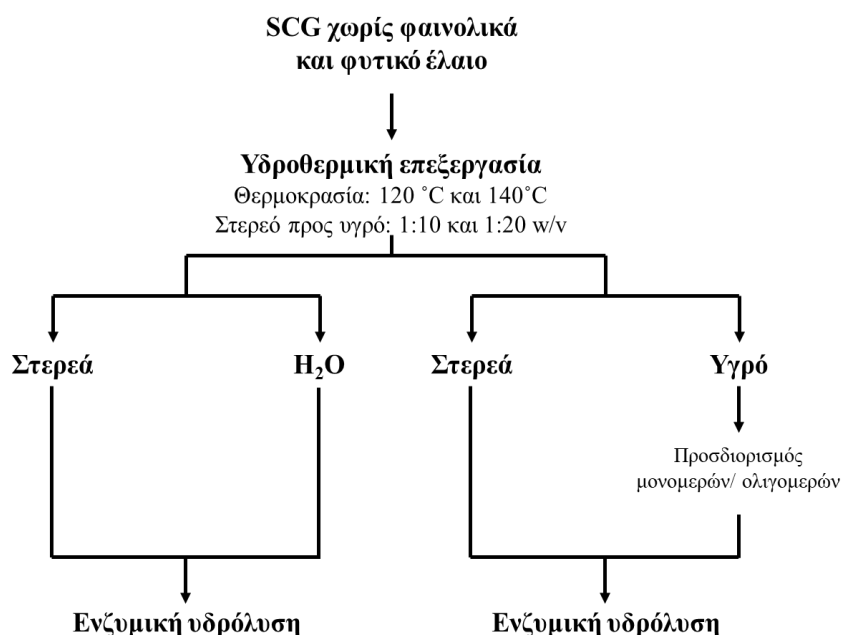 SCG χωρίς φαινολικά
και φυτικό έλαιο
Υδροθερμική επεξεργασία
Θερμοκρασία: 120 ˚C και 140˚C
Στερεό προς υγρό: 1:10 και 1:20 w/v
Στερεά
H₂O
Στερεά
Υγρό
Προσδιορισμός
μονομερών/ ολιγομερών
Ενζυμική υδρόλυση
Ενζυμική υδρόλυση